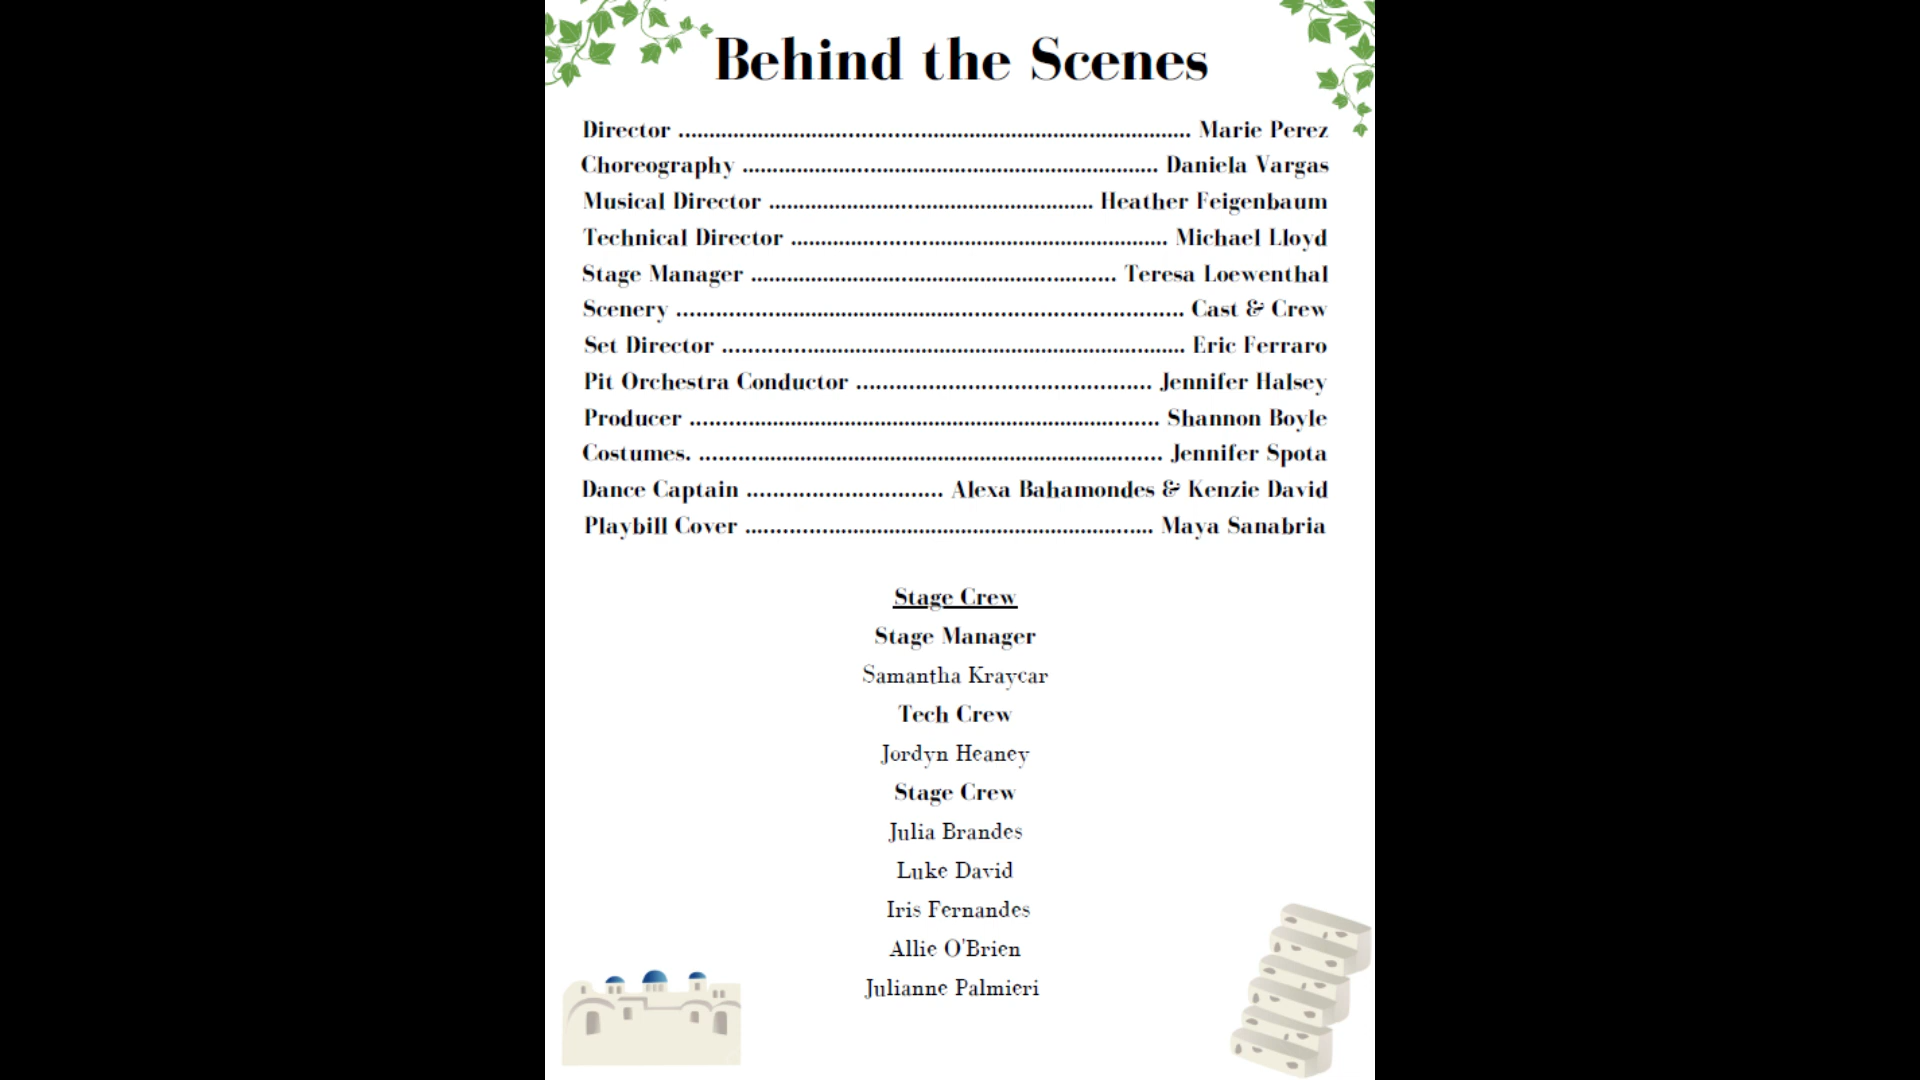 Behind the Scenes
Director .................................................................................... Marie Perez
Choreography .................................................................... Daniela Vargas
Musical Director ..................................................... Heather Feigenbaum
Technical Director .............................................................. Michael Lloyd
Stage Manager ........................................................ Teresa Loewenthal
Scenery .............................................................................. Cast & Crew
Set Director ........................................................................... Eric Ferraro
Pit Orchestra Conductor ............................................. Jennifer Halsey
Producer ........................................................................... Shannon Boyle
Costumes. ........................................................................ Jennifer Spota
Dance Captain .............................. Alexa Bahamondes & Kenzie David
Playbill Cover ................................................................. Maya Sanabria
Stage Crew
Stage Manager
Samantha Kraycar
Tech Crew
Jordyn Heaney
Stage Crew
Julia Brandes
Luke David
Iris Fernandes
Allie O'Brien
Julianne Palmieri